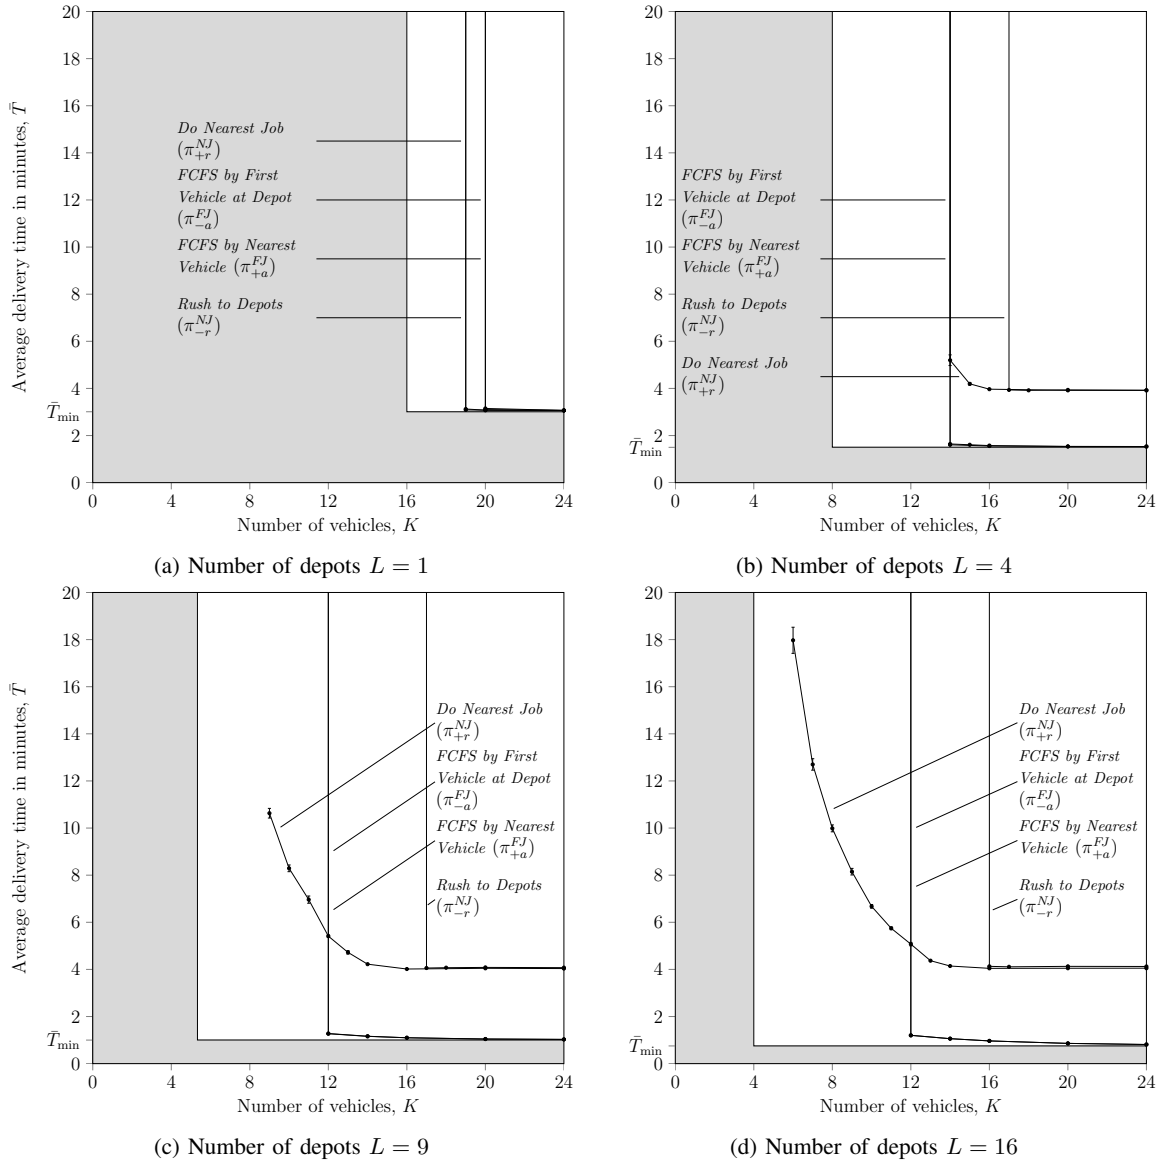 20
18
16
14
12
10
8
6
4
2
0
T̄min
Average delivery time in minutes, T̄
Do Nearest Job
(π^{NJ}_{+r})
FCFS by First
Vehicle at Depot
(π^{FJ}_{−a})
FCFS by Nearest
Vehicle (π^{FJ}_{+a})
Rush to Depots
(π^{NJ}_{−r})
0 4 8 12 16 20 24
Number of vehicles, K
(a) Number of depots L = 1
20
18
16
14
12
10
8
6
4
2
0
T̄min
FCFS by First
Vehicle at Depot
(π^{FJ}_{−a})
FCFS by Nearest
Vehicle (π^{FJ}_{+a})
Rush to Depots
(π^{NJ}_{−r})
Do Nearest Job
(π^{NJ}_{+r})
0 4 8 12 16 20 24
Number of vehicles, K
(b) Number of depots L = 4
20
18
16
14
12
10
8
6
4
2
T̄min
0
Average delivery time in minutes, T̄
Do Nearest Job
(π^{NJ}_{+r})
FCFS by First
Vehicle at Depot
(π^{FJ}_{−a})
FCFS by Nearest
Vehicle (π^{FJ}_{+a})
Rush to Depots
(π^{NJ}_{−r})
0 4 8 12 16 20 24
Number of vehicles, K
(c) Number of depots L = 9
20
18
16
14
12
10
8
6
4
2
T̄min
0
Do Nearest Job
(π^{NJ}_{+r})
FCFS by First
Vehicle at Depot
(π^{FJ}_{−a})
FCFS by Nearest
Vehicle (π^{FJ}_{+a})
Rush to Depots
(π^{NJ}_{−r})
0 4 8 12 16 20 24
Number of vehicles, K
(d) Number of depots L = 16